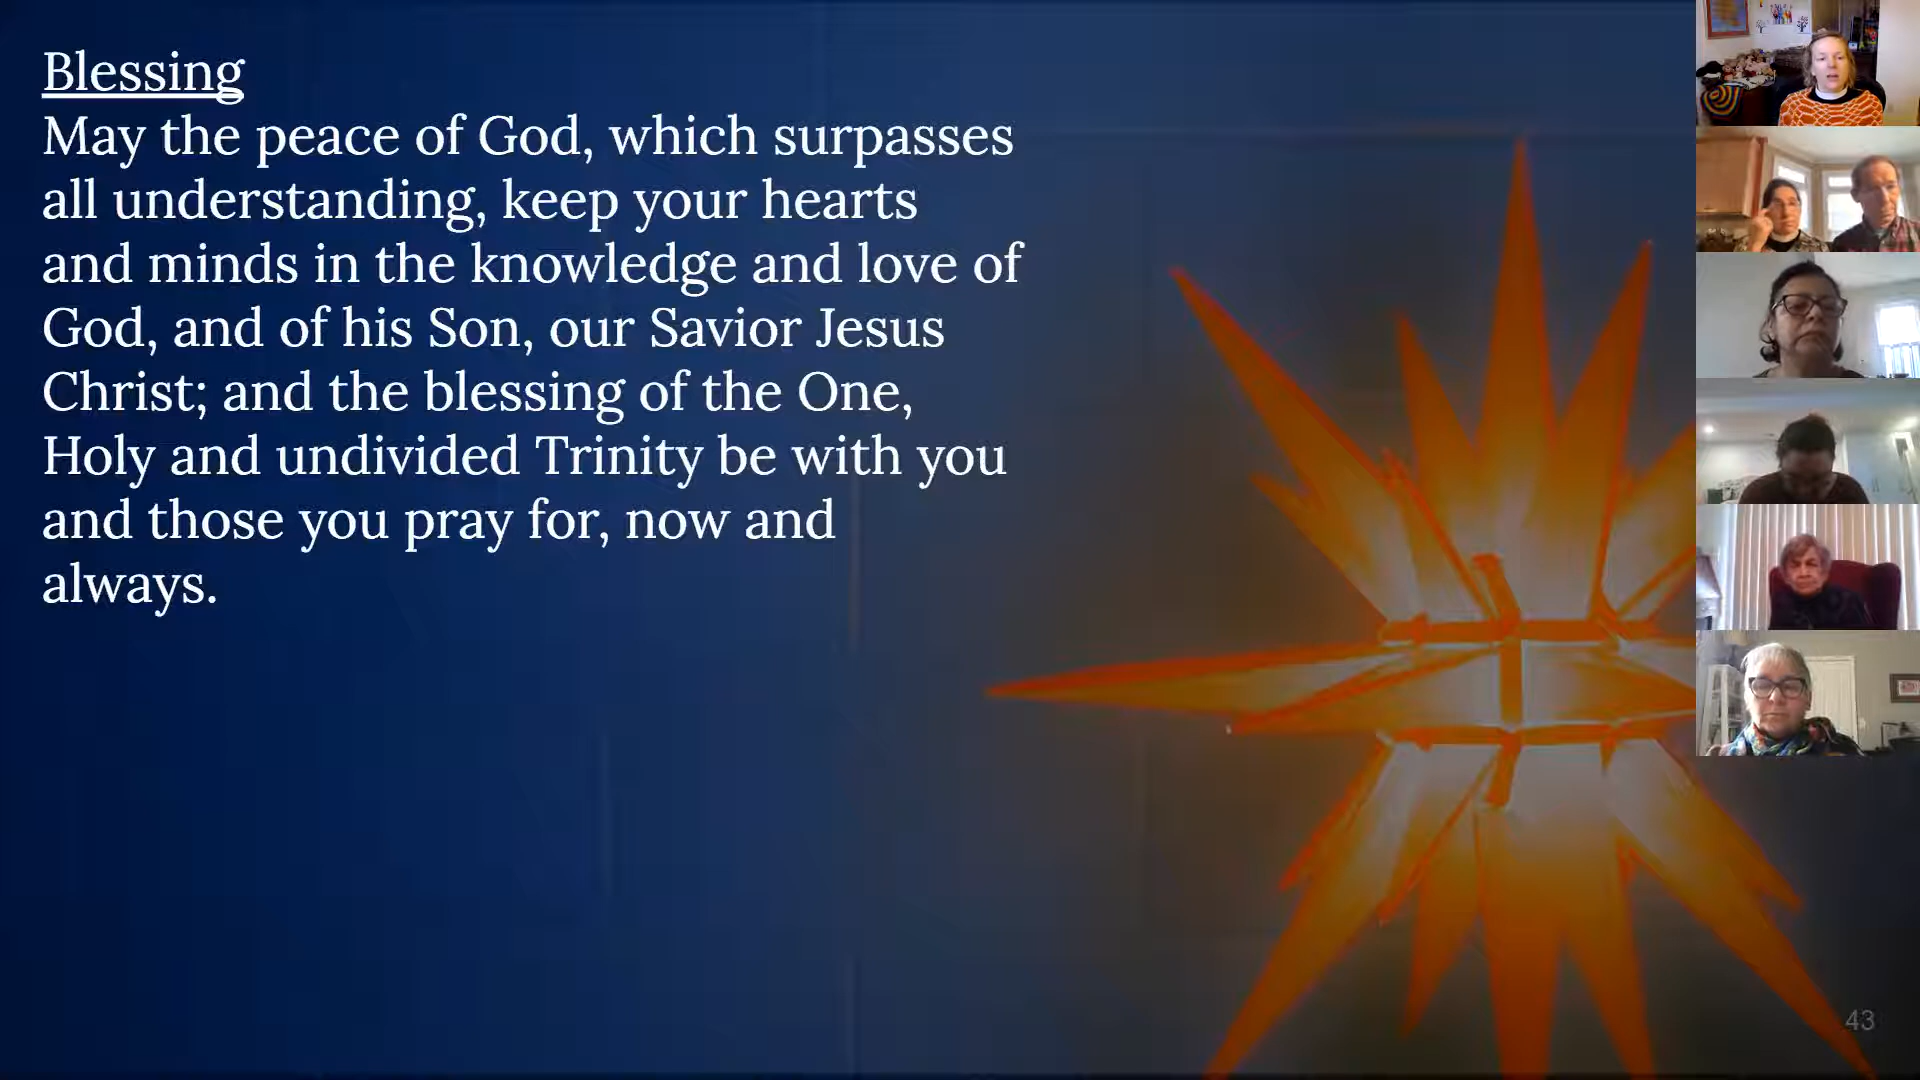 Blessing
May the peace of God, which surpasses
all understanding, keep your hearts
and minds in the knowledge and love of
God, and of his Son, our Savior Jesus
Christ; and the blessing of the One,
Holy and undivided Trinity be with you
and those you pray for, now and
always.
43